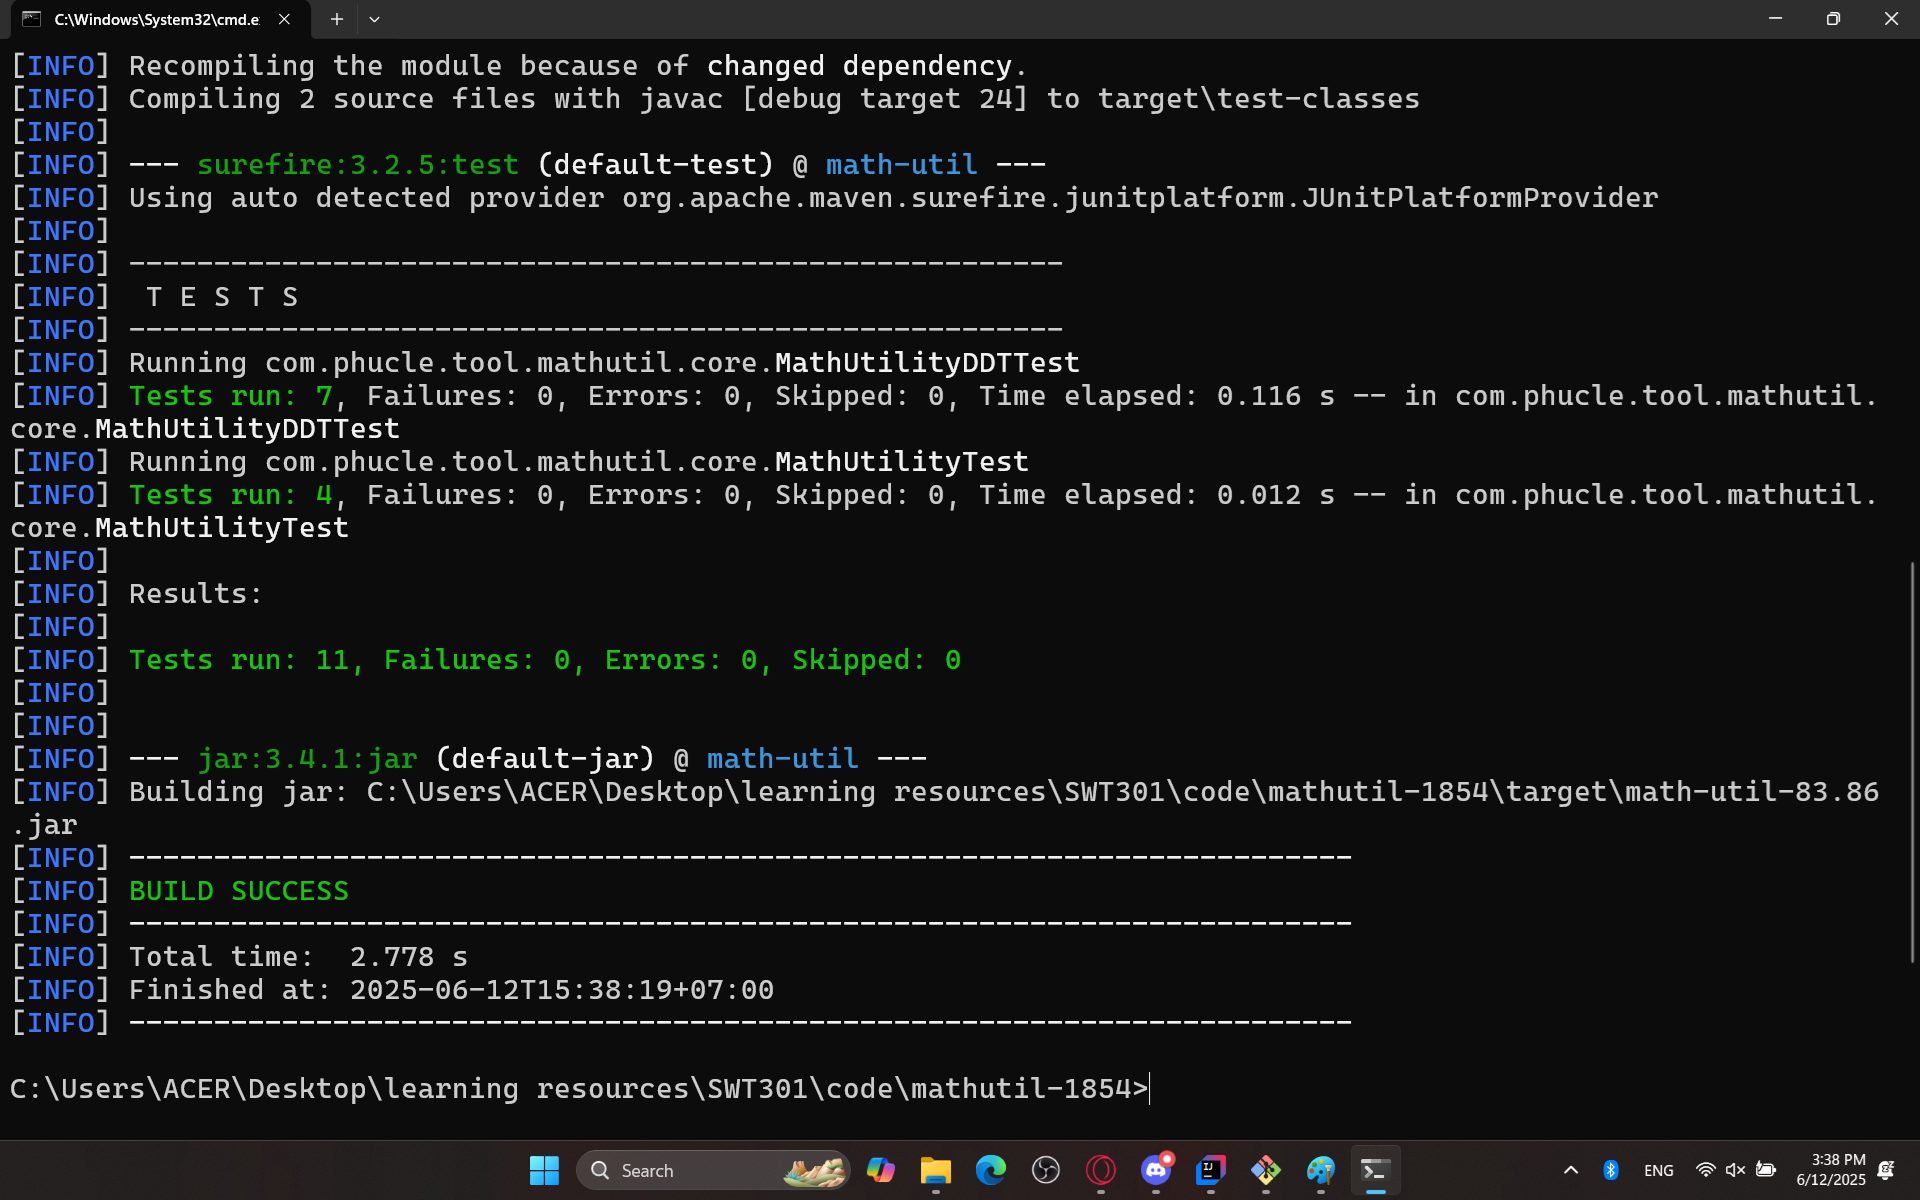 C:\Windows\System32\cmd.e
[INFO] Recompiling the module because of changed dependency.
[INFO] Compiling 2 source files with javac [debug target 24] to target\test-classes
[INFO]
[INFO] --- surefire:3.2.5:test (default-test) @ math-util ---
[INFO] Using auto detected provider org.apache.maven.surefire.junitplatform.JUnitPlatformProvider
[INFO]
[INFO] -------------------------------------------------------
[INFO]  T E S T S
[INFO] -------------------------------------------------------
[INFO] Running com.phucle.tool.mathutil.core.MathUtilityDDTTest
[INFO] Tests run: 7, Failures: 0, Errors: 0, Skipped: 0, Time elapsed: 0.116 s -- in com.phucle.tool.mathutil.
core.MathUtilityDDTTest
[INFO] Running com.phucle.tool.mathutil.core.MathUtilityTest
[INFO] Tests run: 4, Failures: 0, Errors: 0, Skipped: 0, Time elapsed: 0.012 s -- in com.phucle.tool.mathutil.
core.MathUtilityTest
[INFO]
[INFO] Results:
[INFO]
[INFO] Tests run: 11, Failures: 0, Errors: 0, Skipped: 0
[INFO]
[INFO]
[INFO] --- jar:3.4.1:jar (default-jar) @ math-util ---
[INFO] Building jar: C:\Users\ACER\Desktop\learning resources\SWT301\code\mathutil-1854\target\math-util-83.86
.jar
[INFO] ------------------------------------------------------------------------
[INFO] BUILD SUCCESS
[INFO] ------------------------------------------------------------------------
[INFO] Total time:  2.778 s
[INFO] Finished at: 2025-06-12T15:38:19+07:00
[INFO] ------------------------------------------------------------------------
C:\Users\ACER\Desktop\learning resources\SWT301\code\mathutil-1854>
Search
ENG
3:38 PM
6/12/2025